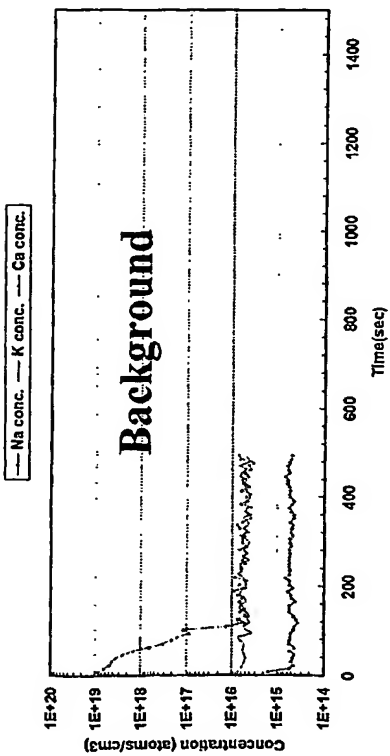 Na conc. K conc. Ca conc.
Concentration (atoms/cm3)
1E+20
1E+19
1E+18
1E+17
1E+16
1E+15
1E+14
Background
0 200 400 600 800 1000 1200 1400
Time(sec)